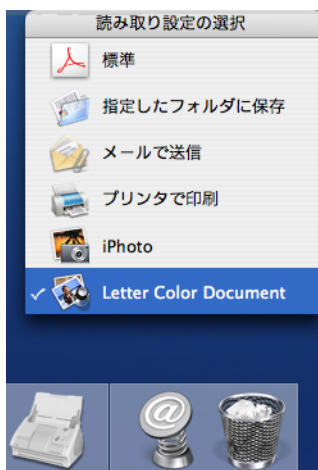 読み取り設定の選択
標準
指定したフォルダに保存
メールで送信
プリンタで印刷
iPhoto
✓ Letter Color Document
@